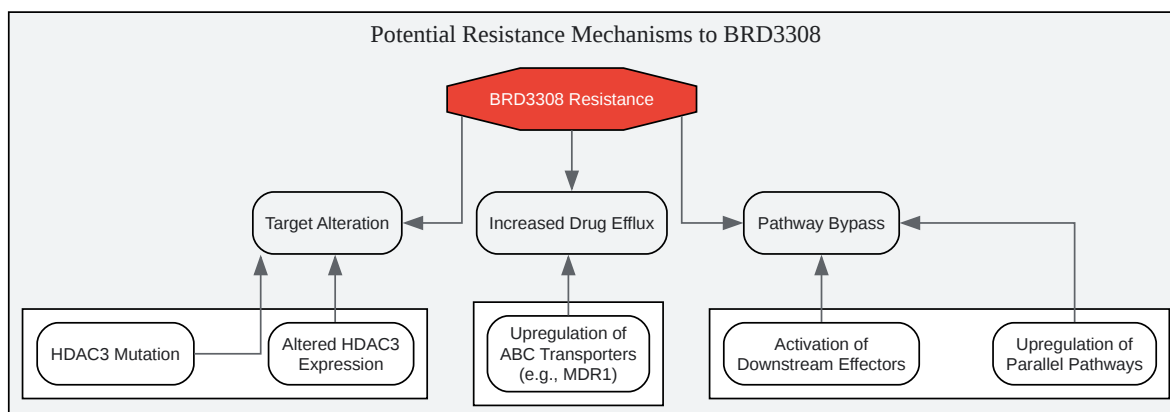 Potential Resistance Mechanisms to BRD3308
BRD3308 Resistance
Target Alteration
Increased Drug Efflux
Pathway Bypass
HDAC3 Mutation
Altered HDAC3
Expression
Upregulation of
ABC Transporters
(e.g., MDR1)
Activation of
Downstream Effectors
Upregulation of
Parallel Pathways